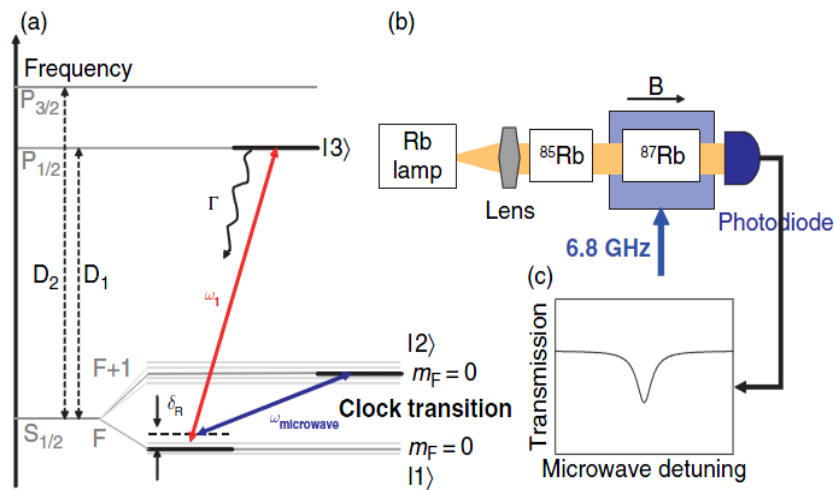 (a)
Frequency
P3/2
P1/2
|3⟩
Γ
D2
D1
ω1
|2⟩
F+1
mF = 0
δR
Clock transition
ωmicrowave
S1/2
F
mF = 0
|1⟩
(b)
B
Rb
lamp
85Rb
87Rb
Lens
Photodiode
6.8 GHz
(c)
Transmission
Microwave detuning